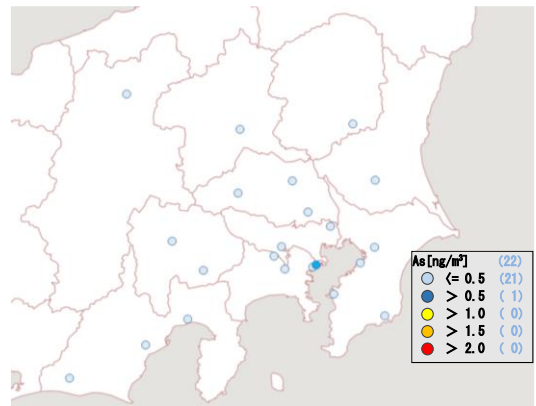 As[ng/m³] (22)
<= 0.5 (21)
> 0.5 ( 1)
> 1.0 ( 0)
> 1.5 ( 0)
> 2.0 ( 0)